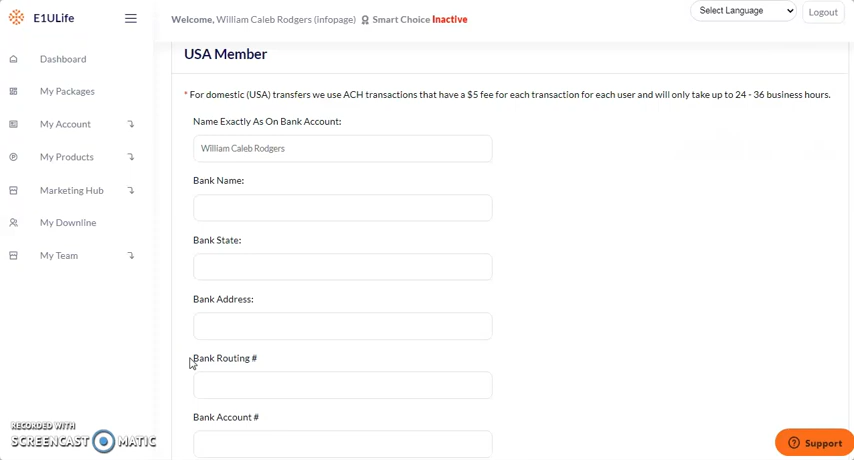 E1ULife
Welcome, William Caleb Rodgers (infopage) Smart Choice Inactive
Select Language
Logout
Dashboard
My Packages
My Account
My Products
Marketing Hub
My Downline
My Team
USA Member
* For domestic (USA) transfers we use ACH transactions that have a $5 fee for each transaction for each user and will only take up to 24 - 36 business hours.
Name Exactly As On Bank Account:
William Caleb Rodgers
Bank Name:
Bank State:
Bank Address:
Bank Routing #
Bank Account #
RECORDED WITH
SCREENCAST MATIC
Support